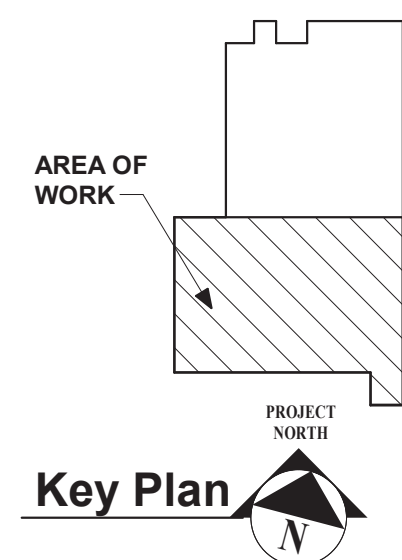 AREA OF
WORK
PROJECT
NORTH
Key Plan
N